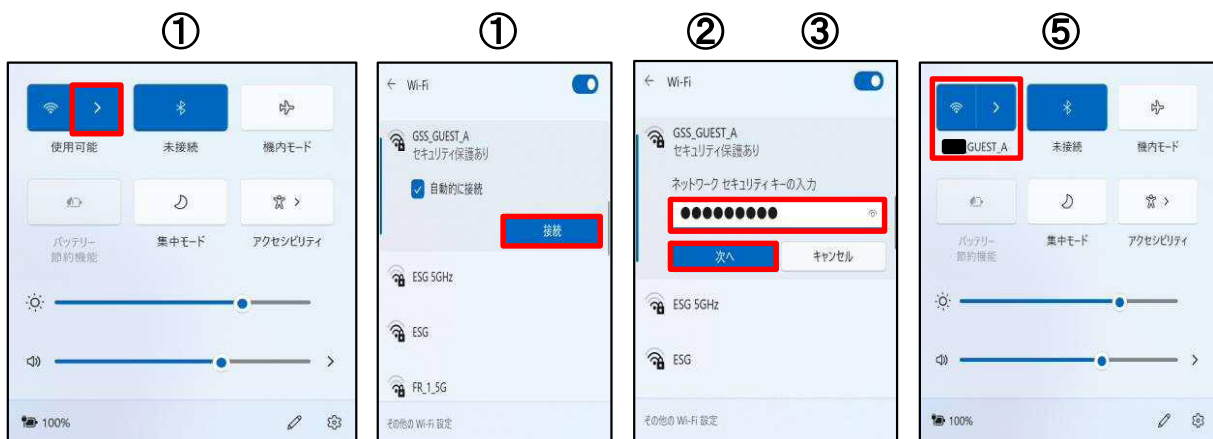 ①
使用可能
未接続
機内モード
バッテリー
節約機能
集中モード
アクセシビリティ
100%
①
Wi-Fi
GSS_GUEST_A
セキュリティ保護あり
自動的に接続
接続
ESG 5GHz
ESG
FR_1_5G
その他の Wi-Fi 設定
② ③
Wi-Fi
GSS_GUEST_A
セキュリティ保護あり
ネットワーク セキュリティ キーの入力
●●●●●●●●●
次へ
キャンセル
ESG 5GHz
ESG
その他の Wi-Fi 設定
⑤
GUEST_A
未接続
機内モード
バッテリー
節約機能
集中モード
アクセシビリティ
100%